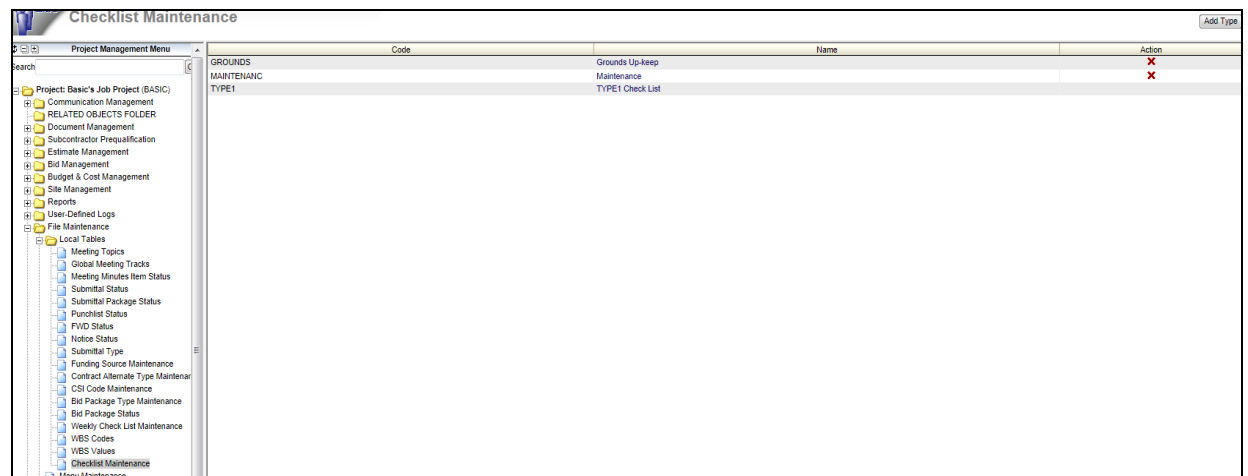 Checklist Maintenance
Add Type
Project Management Menu
Search
Code Name Action
GROUNDS Grounds Up-keep
MAINTENANC Maintenance
TYPE1 TYPE1 Check List
Project: Basic's Job Project (BASIC)
Communication Management
RELATED OBJECTS FOLDER
Document Management
Subcontractor Prequalification
Estimate Management
Bid Management
Budget & Cost Management
Site Management
Reports
User-Defined Logs
File Maintenance
Local Tables
Meeting Topics
Global Meeting Tracks
Meeting Minutes Item Status
Submittal Status
Submittal Package Status
Punchlist Status
FWD Status
Notice Status
Submittal Type
Funding Source Maintenance
Contract Alternate Type Maintenar
CSI Code Maintenance
Bid Package Type Maintenance
Bid Package Status
Weekly Check List Maintenance
WBS Codes
WBS Values
Checklist Maintenance
Menu Maintenance